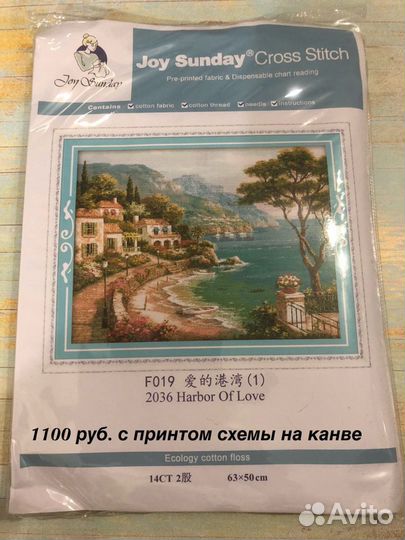 Joy Sunday
Joy Sunday® Cross Stitch
Pre-printed fabric & Dispensable chart reading
Contains : cotton fabric cotton thread needle instructions
F019 爱的港湾(1)
2036 Harbor Of Love
1100 руб. с принтом схемы на канве
Ecology cotton floss
14CT 2股 63×50cm
Avito